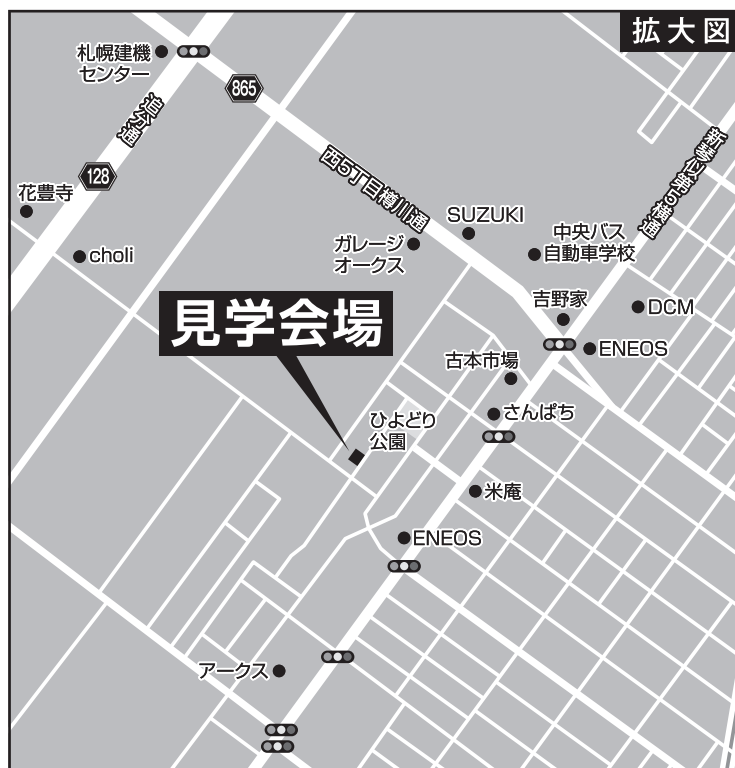 拡大図
札幌建機
センター
865
追分通
新琴似第5横通
128
西5丁目樽川通
花豊寺
choli
SUZUKI
ガレージ
オークス
中央バス
自動車学校
吉野家
DCM
見学会場
ENEOS
古本市場
さんぱち
ひよどり
公園
米庵
ENEOS
アークス